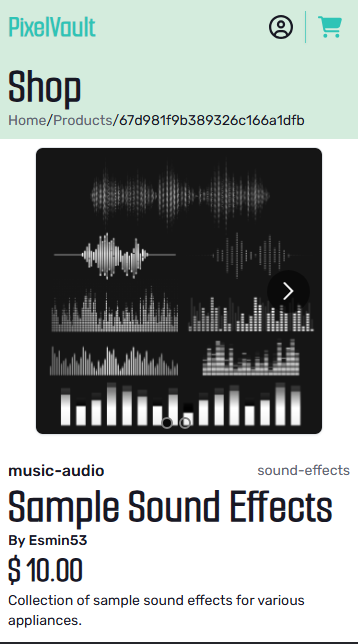 PixelVault
Shop
Home/Products/67d981f9b389326c166a1dfb
music-audio sound-effects
Sample Sound Effects
By Esmin53
$ 10.00
Collection of sample sound effects for various
appliances.